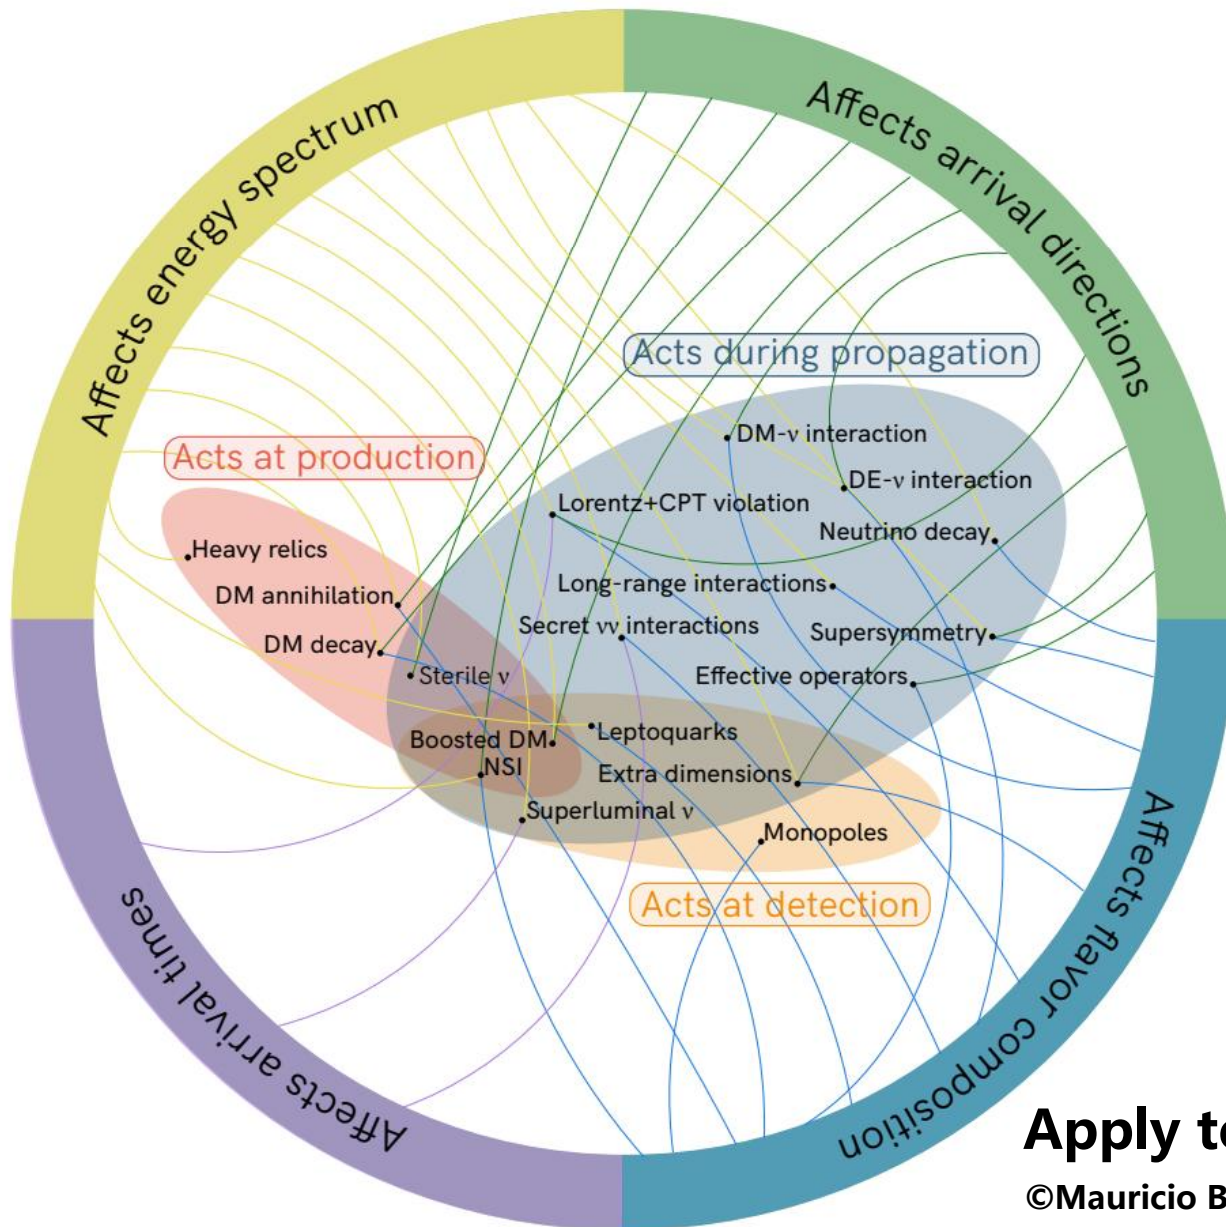 Affects energy spectrum
Affects arrival directions
Acts during propagation
DM-ν interaction
Acts at production
DE-ν interaction
Lorentz+CPT violation
Neutrino decay
Heavy relics
Long-range interactions
DM annihilation
Secret νν interactions
Supersymmetry
DM decay
Sterile ν
Effective operators
Leptoquarks
Boosted DM
NSI
Extra dimensions
Superluminal ν
Monopoles
Acts at detection
Affects arrival times
Affects flavor composition
Apply
©Mauricio